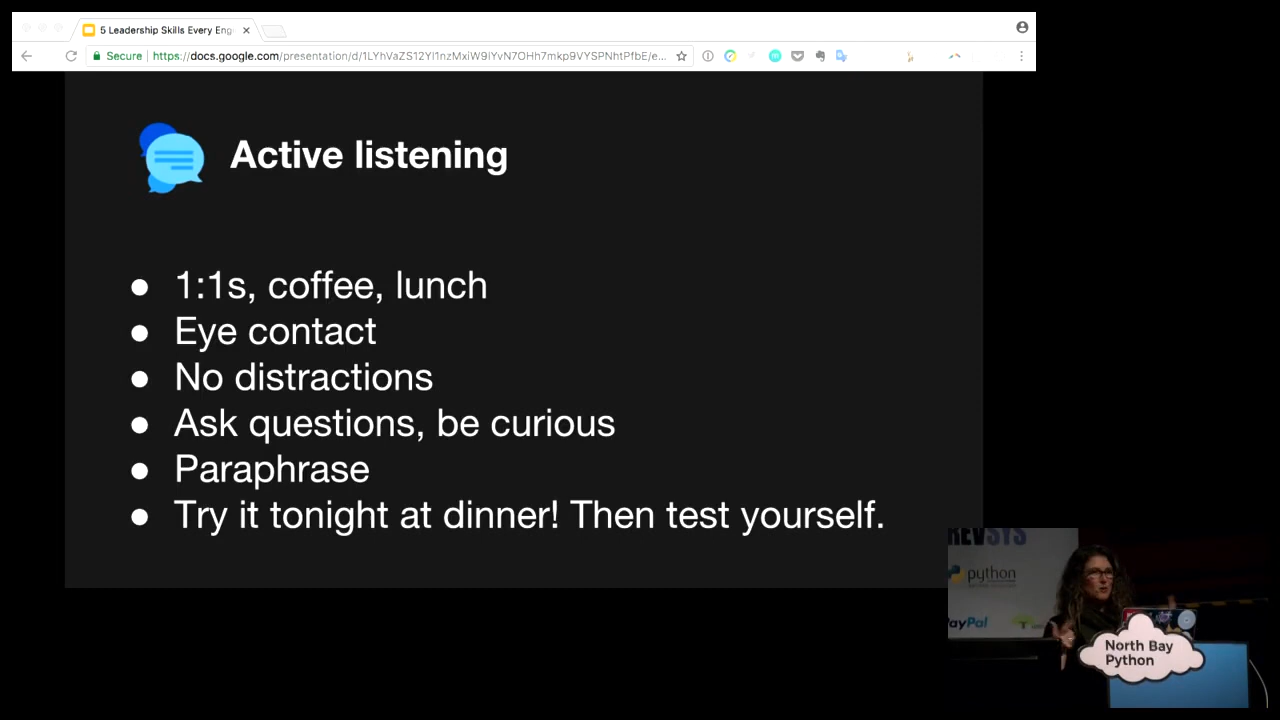 5 Leadership Skills Every Eng
Secure https://docs.google.com/presentation/d/1LYhVaZS12Yl1nzMxiW9lYvN7OHh7mkp9VYSPNhtPfbE/e...
Active listening
● 1:1s, coffee, lunch
● Eye contact
● No distractions
● Ask questions, be curious
● Paraphrase
● Try it tonight at dinner! Then test yourself.
REVSYS
python
PayPal
North Bay
Python